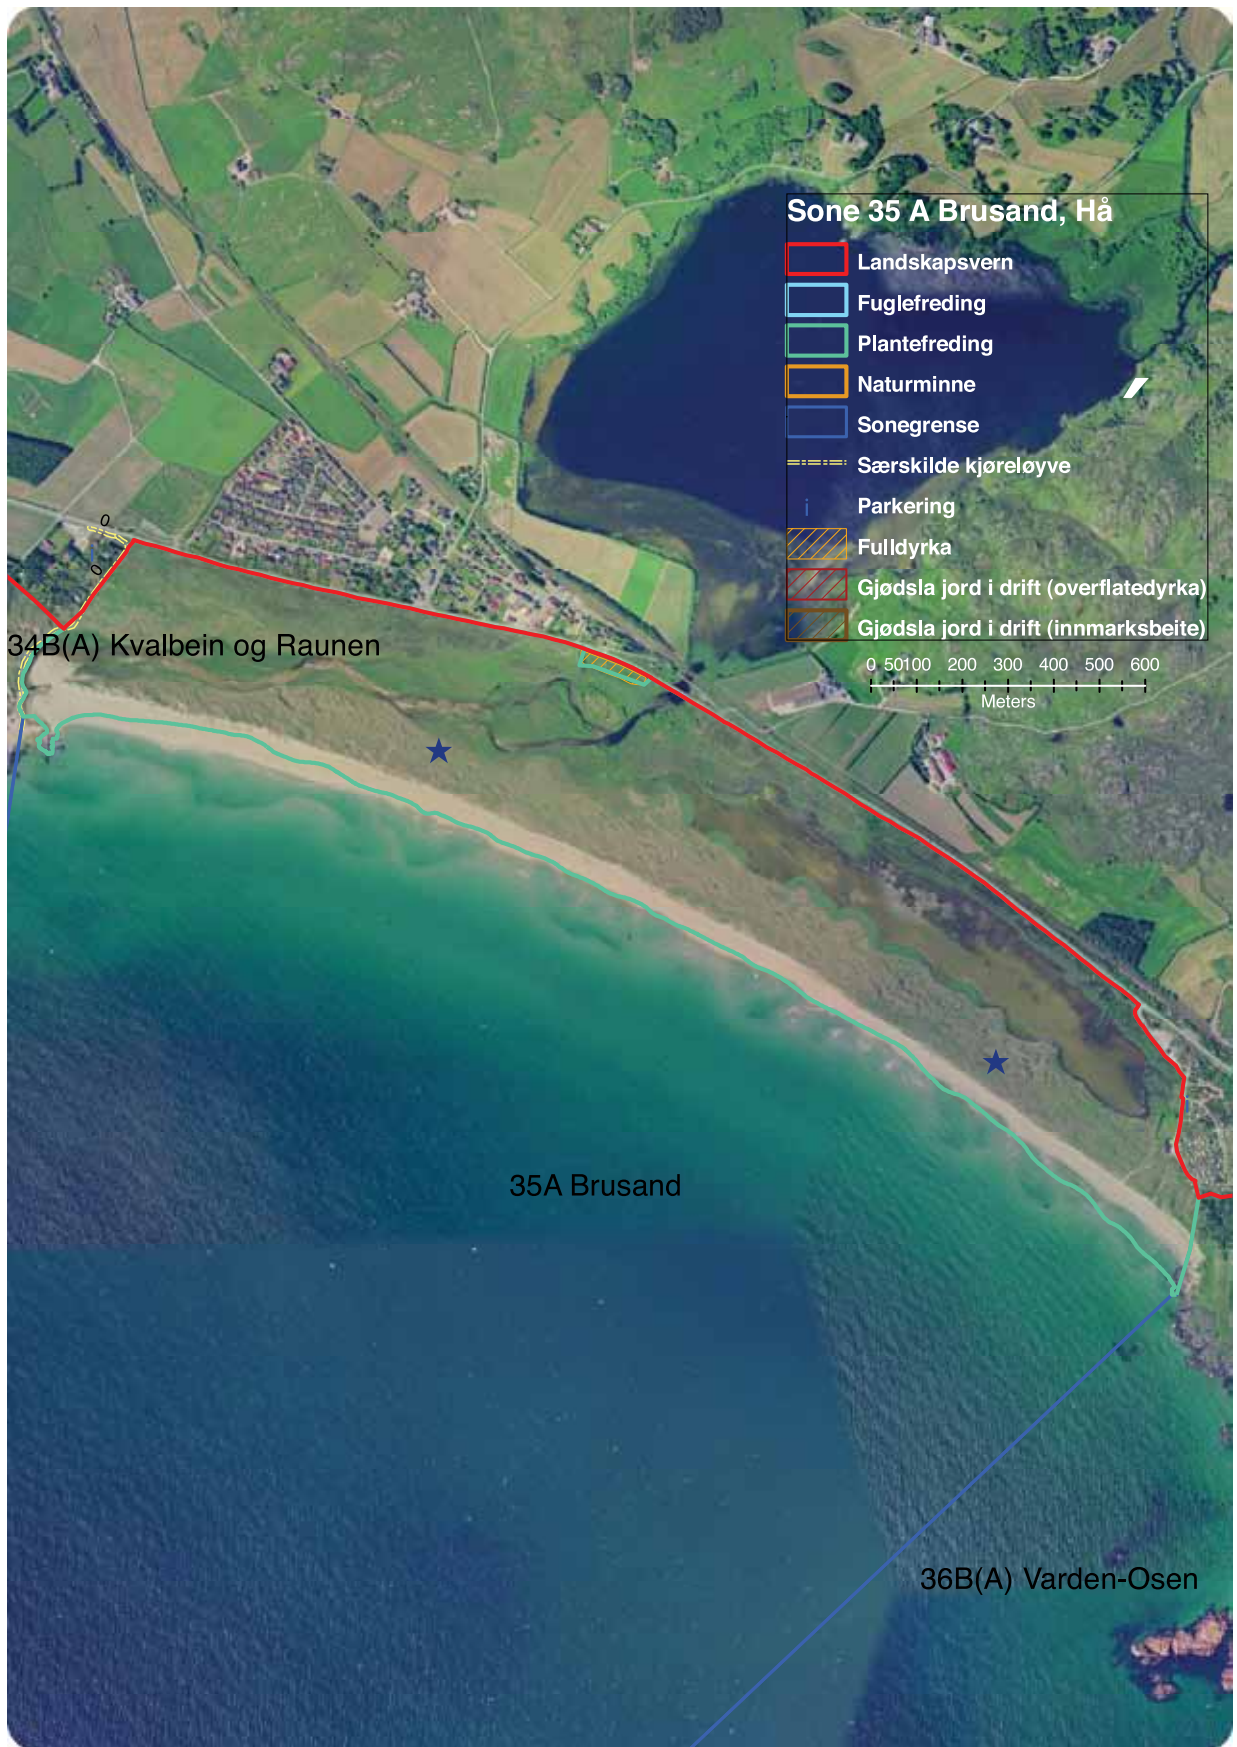 Sone 35 A Brusand, Hå
Landskapsvern
Fuglefreding
Plantefreding
Naturminne
Sonegrense
Særskilde kjøreløyve
i Parkering
Fulldyrka
Gjødsla jord i drift (overflatedyrka)
Gjødsla jord i drift (innmarksbeite)
0 50100 200 300 400 500 600
Meters
0
0
34B(A) Kvalbein og Raunen
35A Brusand
36B(A) Varden-Osen